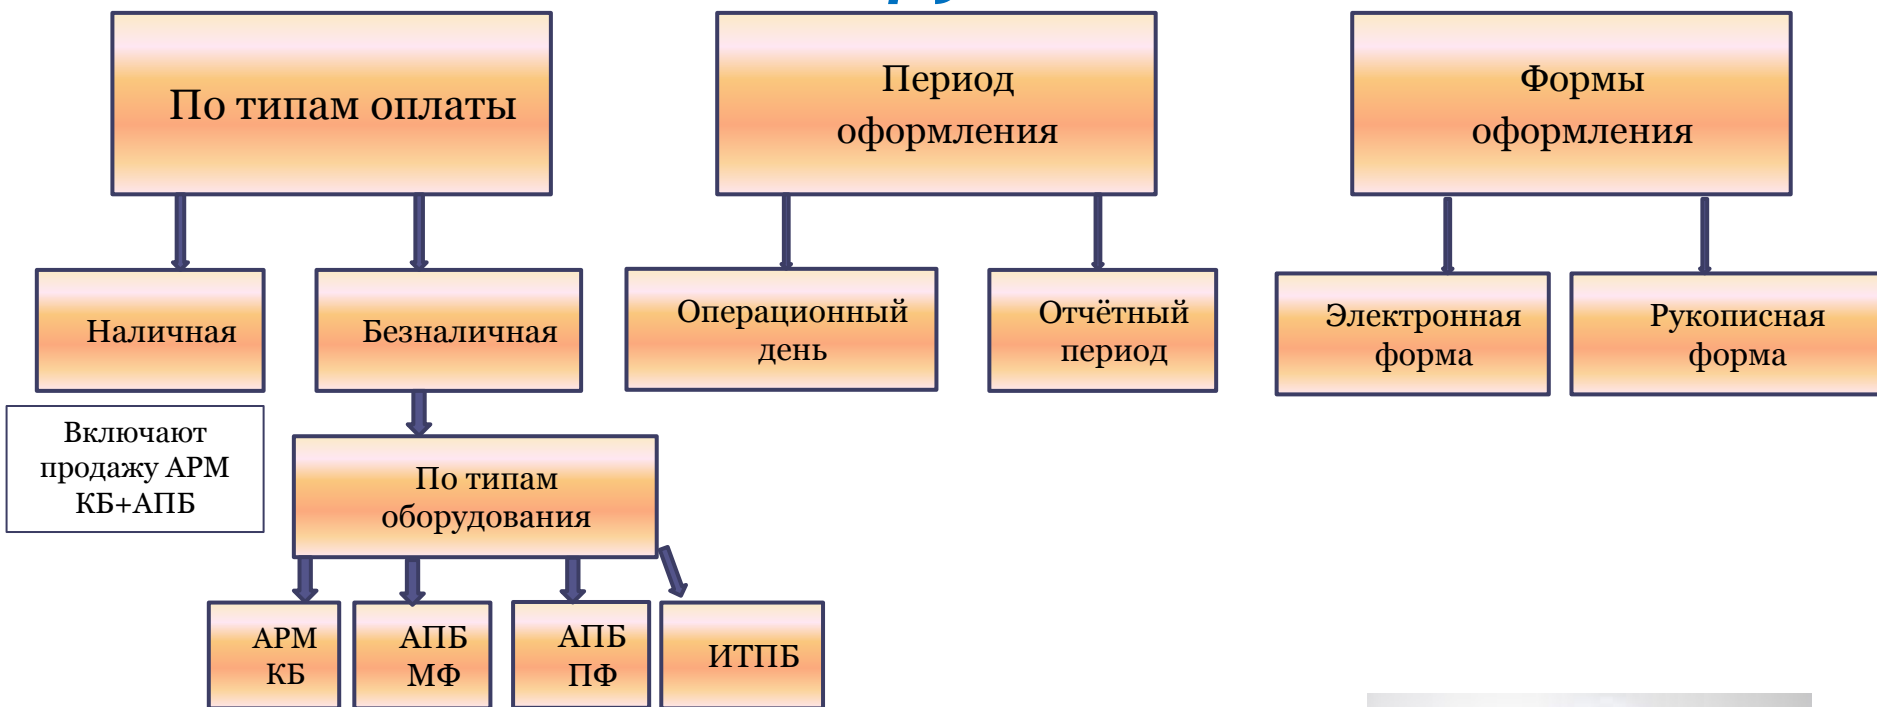 По типам оплаты
Период
оформления
Формы
оформления
Наличная
Безналичная
Операционный
день
Отчётный
период
Электронная
форма
Рукописная
форма
Включают
продажу АРМ
КБ+АПБ
По типам
оборудования
АРМ
КБ
АПБ
МФ
АПБ
ПФ
ИТПБ